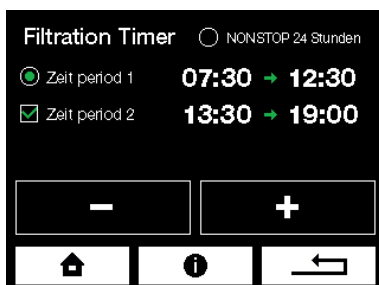 Filtration Timer NONSTOP 24 Stunden
Zeit period 1 07:30 → 12:30
Zeit period 2 13:30 → 19:00
− +